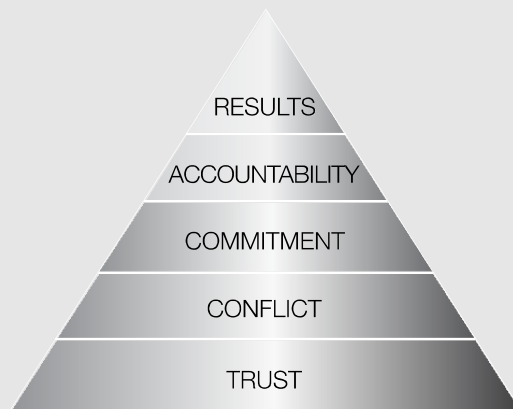 RESULTS
ACCOUNTABILITY
COMMITMENT
CONFLICT
TRUST